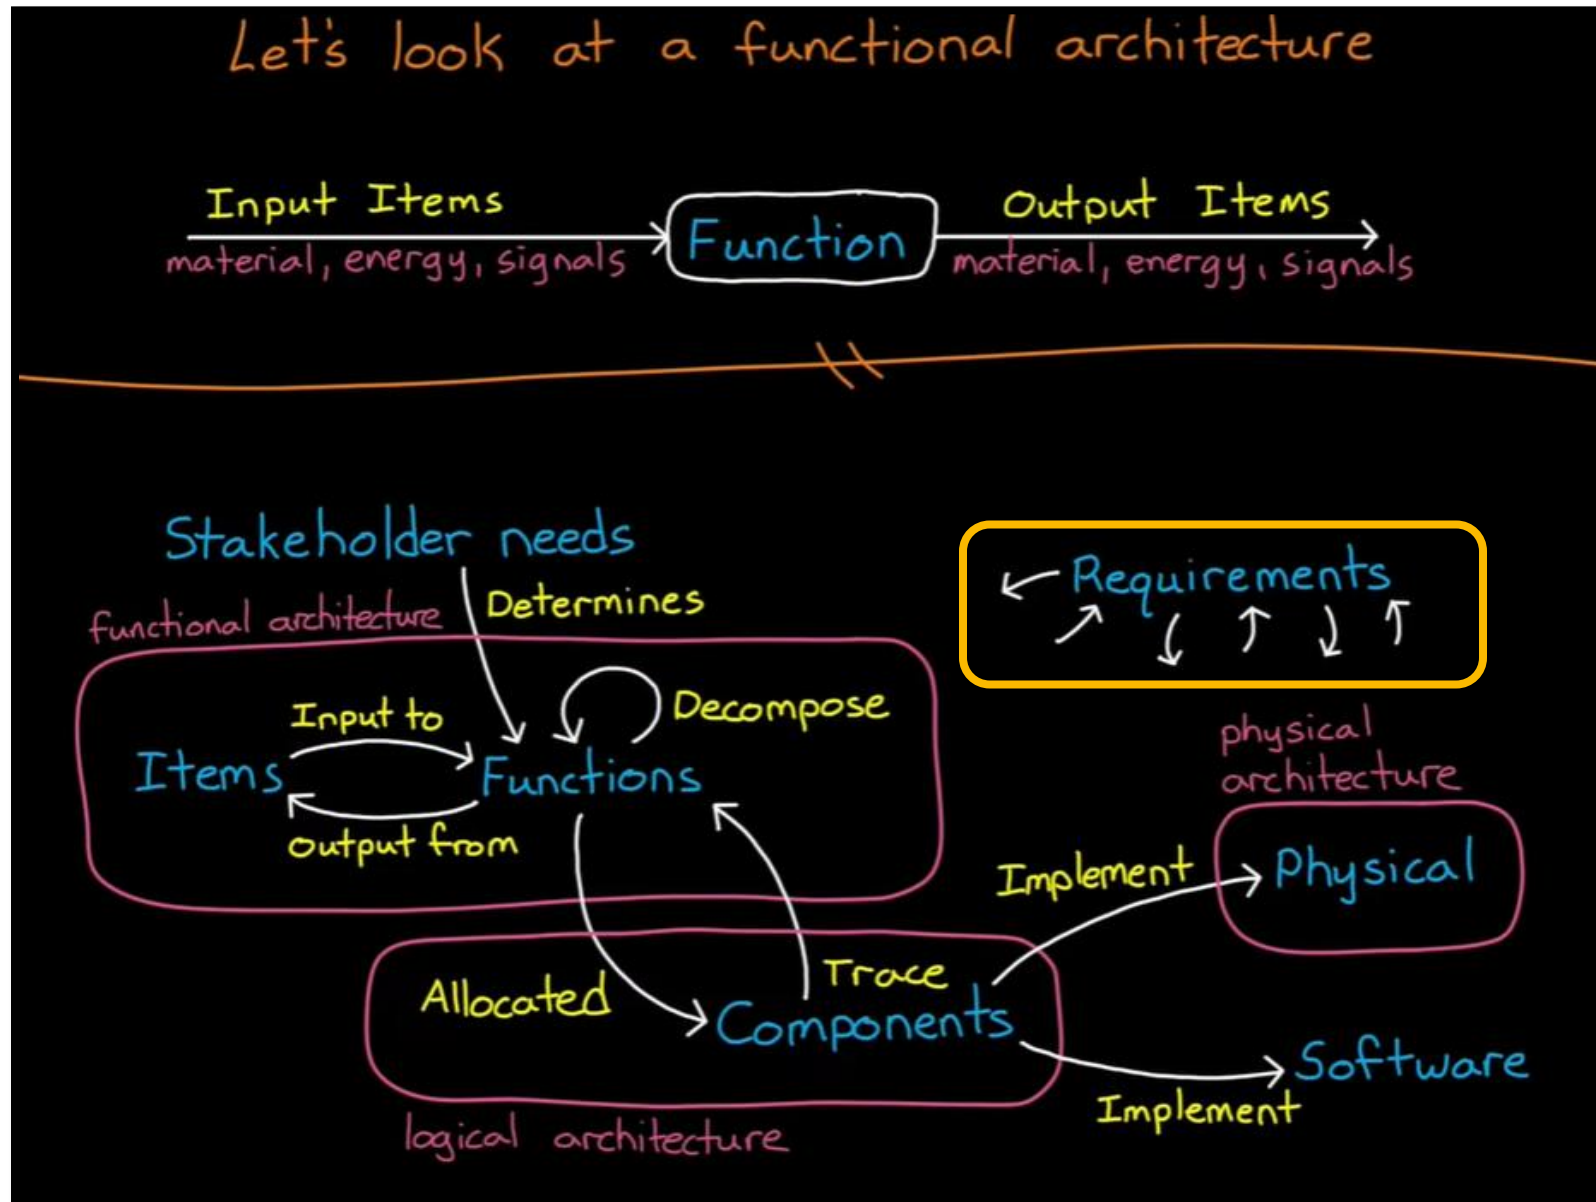 Let's look at a functional architecture
Input Items
material, energy, signals
Function
Output Items
material, energy, signals
Stakeholder needs
Determines
functional architecture
Requirements
Input to
Decompose
Items
Functions
Output from
physical
architecture
Implement
Physical
Allocated
Trace
Components
Software
Implement
logical architecture